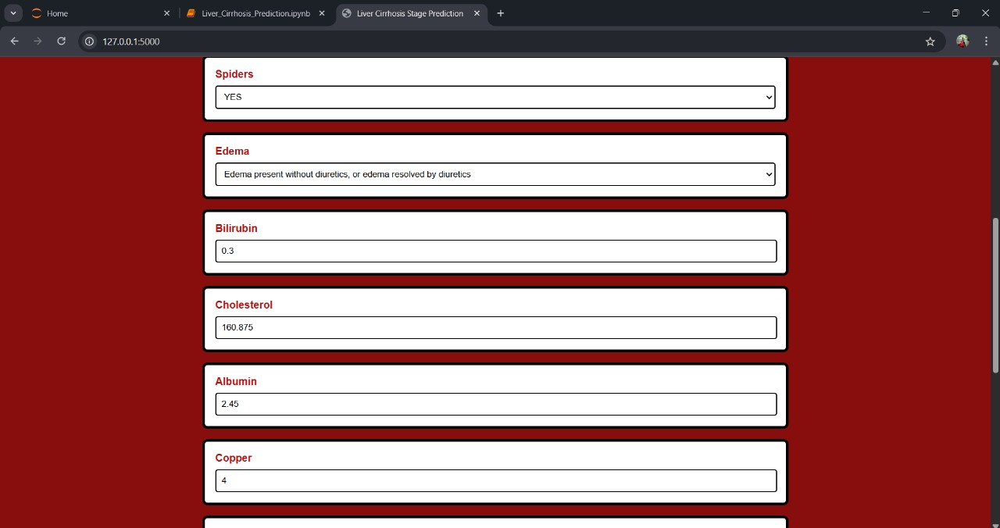 Home
Liver_Cirrhosis_Prediction.ipynb
Liver Cirrhosis Stage Prediction
127.0.0.1:5000
Spiders
YES
Edema
Edema present without diuretics, or edema resolved by diuretics
Bilirubin
0.3
Cholesterol
160.875
Albumin
2.45
Copper
4